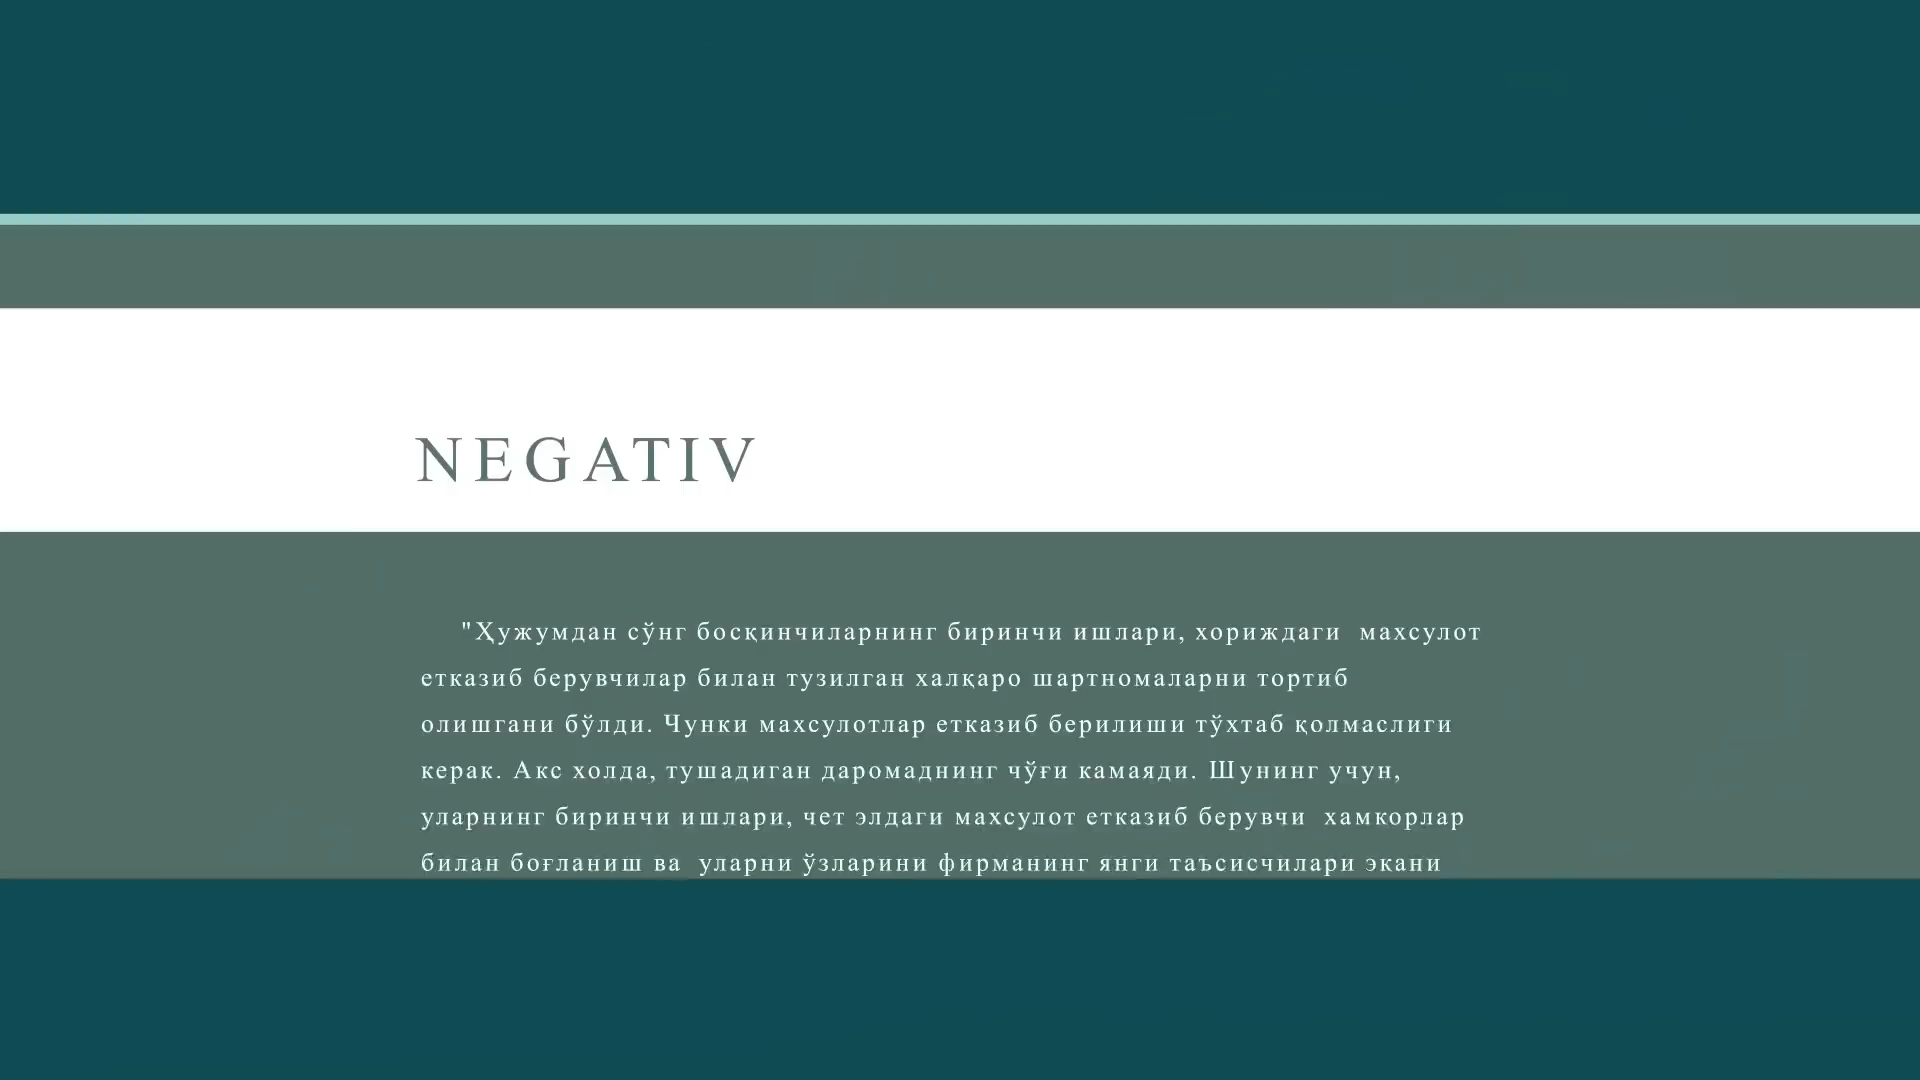 NEGATIV
"Ҳужумдан сўнг босқинчиларнинг биринчи ишлари, хориждаги махсулот
етказиб берувчилар билан тузилган халқаро шартномаларни тортиб
олишгани бўлди. Чунки махсулотлар етказиб берилиши тўхтаб қолмаслиги
керак. Акс холда, тушадиган даромаднинг чўғи камаяди. Шунинг учун,
уларнинг биринчи ишлари, чет элдаги махсулот етказиб берувчи хамкорлар
билан боғланиш ва уларни ўзларини фирманинг янги таъсисчилари экани